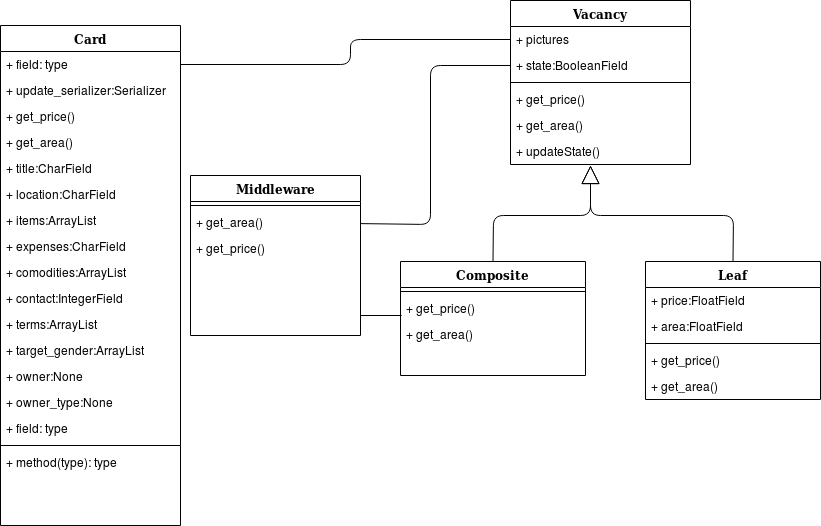 Card
+ field: type
+ update_serializer:Serializer
+ get_price()
+ get_area()
+ title:CharField
+ location:CharField
+ items:ArrayList
+ expenses:CharField
+ comodities:ArrayList
+ contact:IntegerField
+ terms:ArrayList
+ target_gender:ArrayList
+ owner:None
+ owner_type:None
+ field: type
+ method(type): type
Middleware
+ get_area()
+ get_price()
Vacancy
+ pictures
+ state:BooleanField
+ get_price()
+ get_area()
+ updateState()
Composite
+ get_price()
+ get_area()
Leaf
+ price:FloatField
+ area:FloatField
+ get_price()
+ get_area()